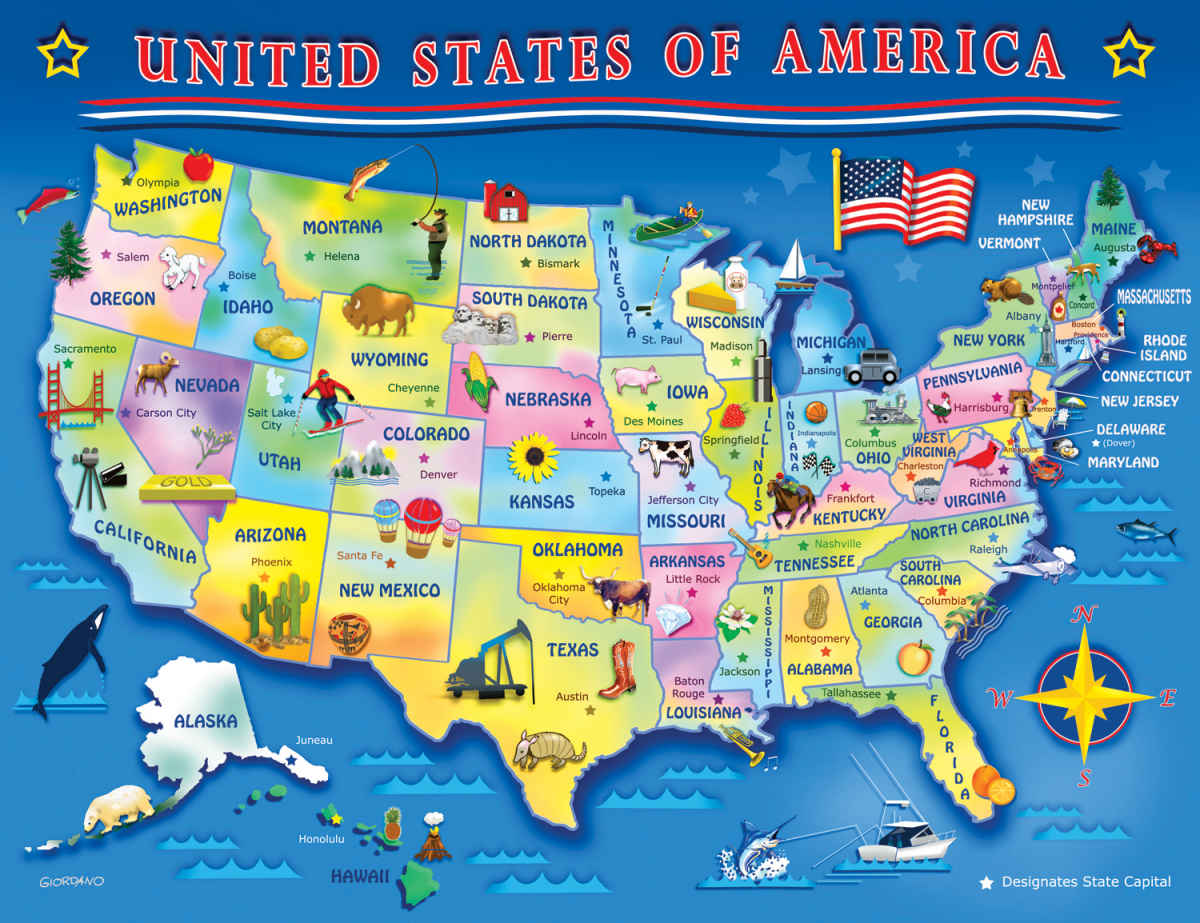 UNITED STATES OF AMERICA
Olympia
WASHINGTON
MONTANA
Helena
NORTH DAKOTA
Bismark
MINNESOTA
St. Paul
NEW
HAMPSHIRE
VERMONT
MAINE
Augusta
Salem
OREGON
Boise
IDAHO
SOUTH DAKOTA
Pierre
WISCONSIN
Madison
MICHIGAN
Lansing
Montpelier
Concord
MASSACHUSETTS
Albany
NEW YORK
Boston
Providence
Hartford
RHODE
ISLAND
CONNECTICUT
WYOMING
Cheyenne
Sacramento
NEVADA
Carson City
Salt Lake
City
UTAH
NEBRASKA
Lincoln
IOWA
Des Moines
PENNSYLVANIA
Harrisburg
Trenton
NEW JERSEY
DELAWARE
(Dover)
MARYLAND
Annapolis
COLORADO
Denver
Springfield
ILLINOIS
INDIANA
Indianapolis
Columbus
OHIO
WEST
VIRGINIA
Charleston
Richmond
VIRGINIA
GOLD
CALIFORNIA
KANSAS
Topeka
Jefferson City
MISSOURI
Frankfort
KENTUCKY
ARIZONA
Phoenix
Santa Fe
NEW MEXICO
OKLAHOMA
Oklahoma
City
ARKANSAS
Little Rock
Nashville
TENNESSEE
NORTH CAROLINA
Raleigh
SOUTH
CAROLINA
Columbia
TEXAS
Austin
MISSISSIPPI
Jackson
Montgomery
ALABAMA
Atlanta
GEORGIA
Baton
Rouge
LOUISIANA
Tallahassee
FLORIDA
N
W
E
S
ALASKA
Juneau
Honolulu
HAWAII
GIORDANO
Designates State Capital